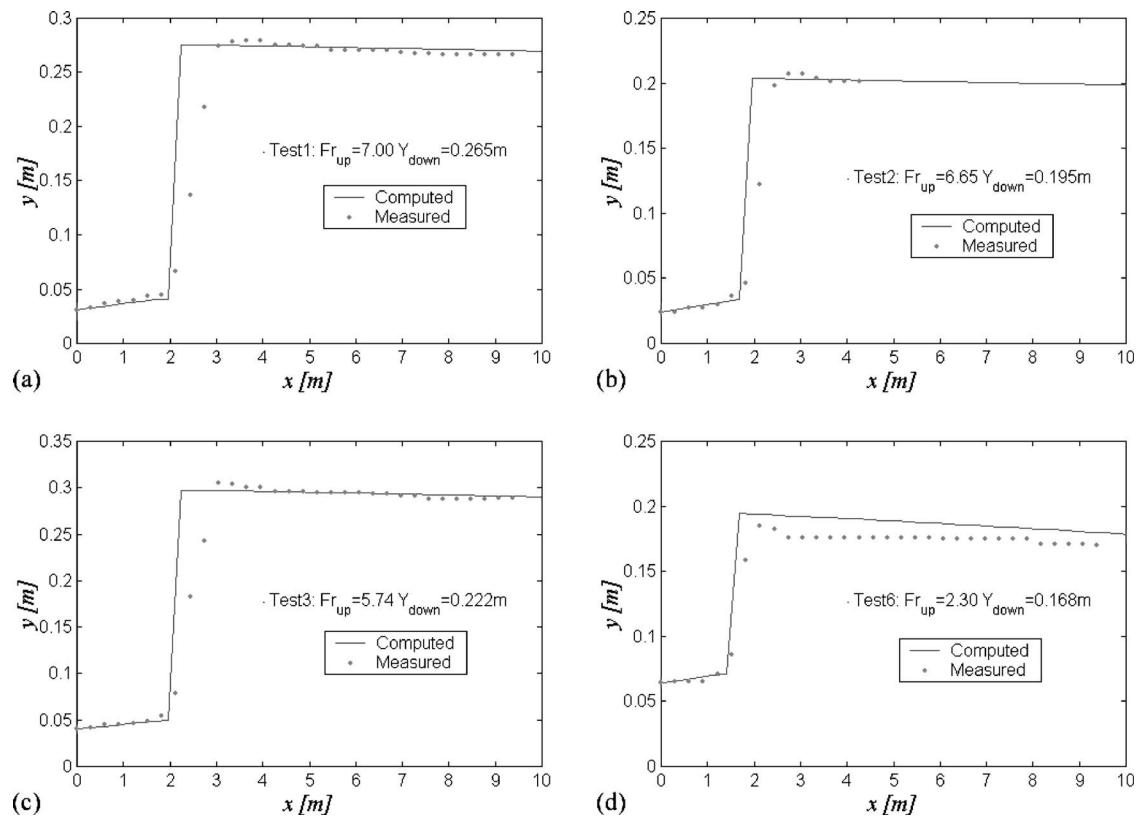 0.3
0.25
0.2
0.15
0.1
0.05
0
y [m]
Test1: Fr_up=7.00 Y_down=0.265m
Computed
Measured
0 1 2 3 4 5 6 7 8 9 10
(a)
x [m]
0.25
0.2
0.15
0.1
0.05
0
y [m]
Test2: Fr_up=6.65 Y_down=0.195m
Computed
Measured
0 1 2 3 4 5 6 7 8 9 10
(b)
x [m]
0.35
0.3
0.25
0.2
0.15
0.1
0.05
0
y [m]
Test3: Fr_up=5.74 Y_down=0.222m
Computed
Measured
0 1 2 3 4 5 6 7 8 9 10
(c)
x [m]
0.25
0.2
0.15
0.1
0.05
0
y [m]
Test6: Fr_up=2.30 Y_down=0.168m
Computed
Measured
0 1 2 3 4 5 6 7 8 9 10
(d)
x [m]